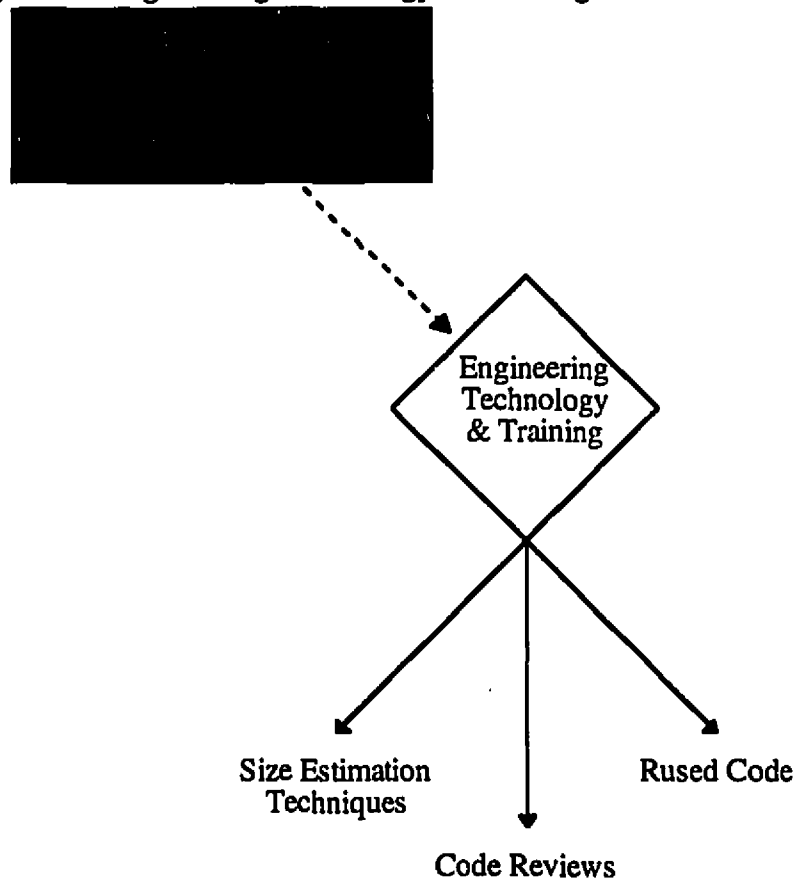 Engineering
Technology
& Training
Size Estimation
Techniques
Rused Code
Code Reviews